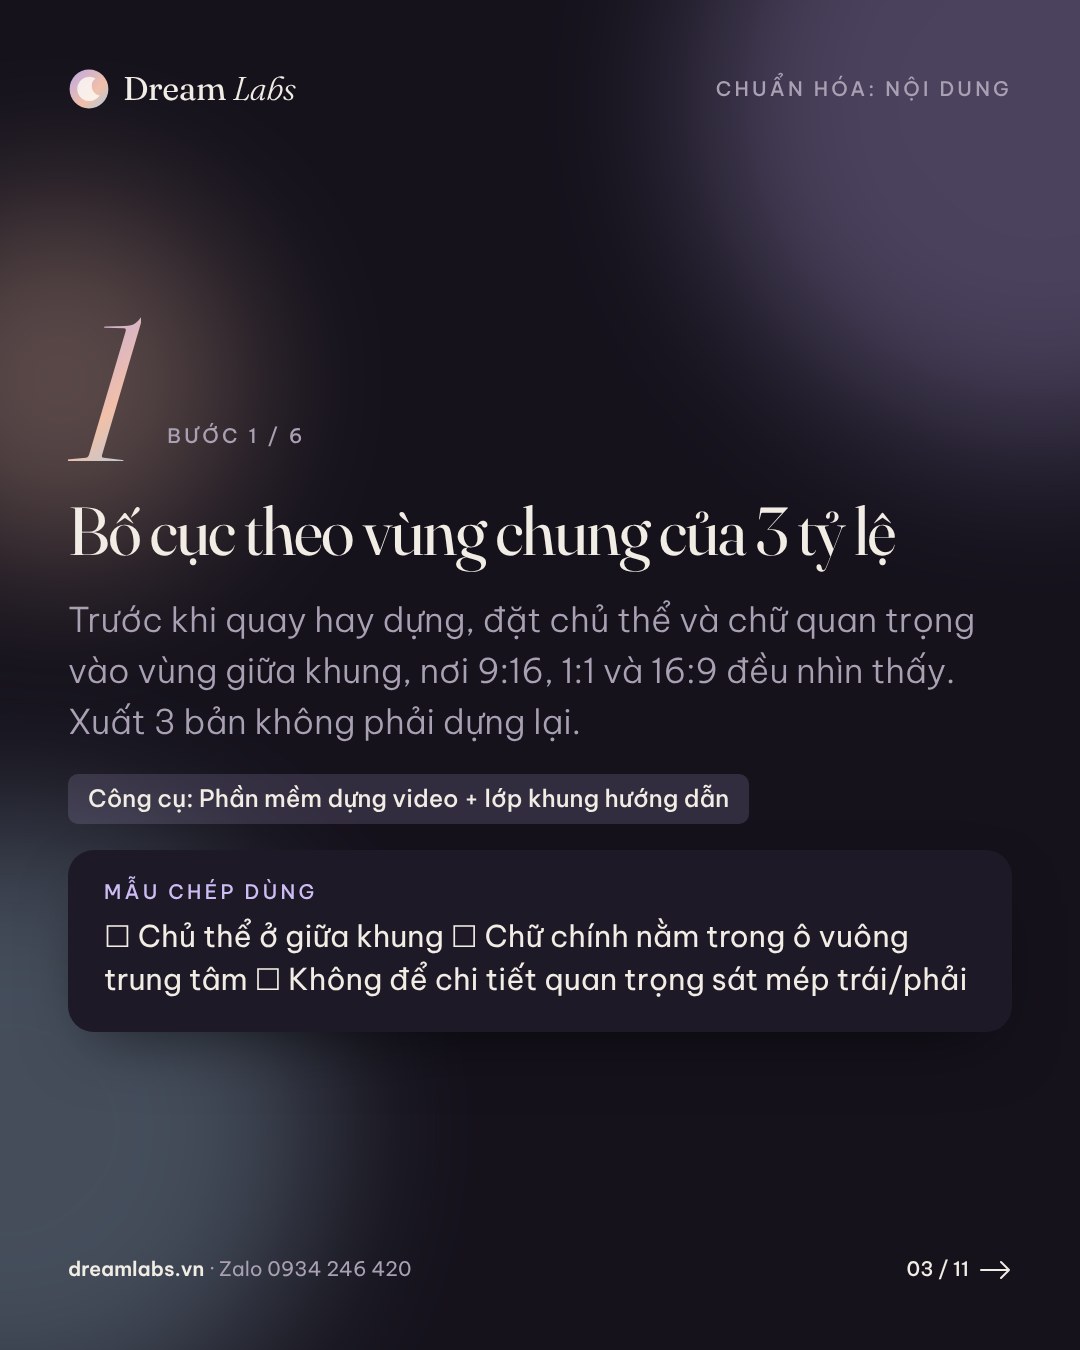 Dream Labs
CHUẨN HÓA: NỘI DUNG
1
BƯỚC 1 / 6
Bố cục theo vùng chung của 3 tỷ lệ
Trước khi quay hay dựng, đặt chủ thể và chữ quan trọng
vào vùng giữa khung, nơi 9:16, 1:1 và 16:9 đều nhìn thấy.
Xuất 3 bản không phải dựng lại.
Công cụ: Phần mềm dựng video + lớp khung hướng dẫn
MẪU CHÉP DÙNG
☐ Chủ thể ở giữa khung ☐ Chữ chính nằm trong ô vuông
trung tâm ☐ Không để chi tiết quan trọng sát mép trái/phải
dreamlabs.vn · Zalo 0934 246 420
03 / 11 →